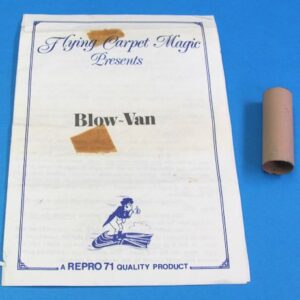 Flying Carpet Magic
Presents
Blow-Van
A REPRO 71 QUALITY PRODUCT